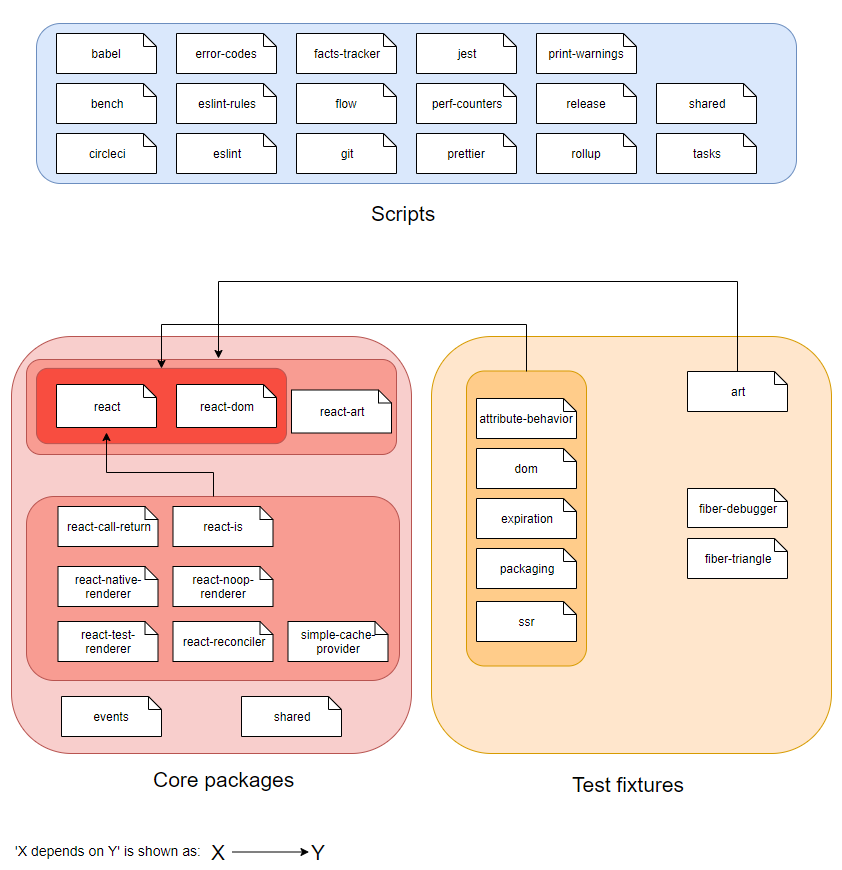 babel
error-codes
facts-tracker
jest
print-warnings
bench
eslint-rules
flow
perf-counters
release
shared
circleci
eslint
git
prettier
rollup
tasks
Scripts
react
react-dom
react-art
react-call-return
react-is
react-native-
renderer
react-noop-
renderer
react-test-
renderer
react-reconciler
simple-cache-
provider
events
shared
Core packages
attribute-behavior
dom
expiration
packaging
ssr
art
fiber-debugger
fiber-triangle
Test fixtures
'X depends on Y' is shown as: X Y